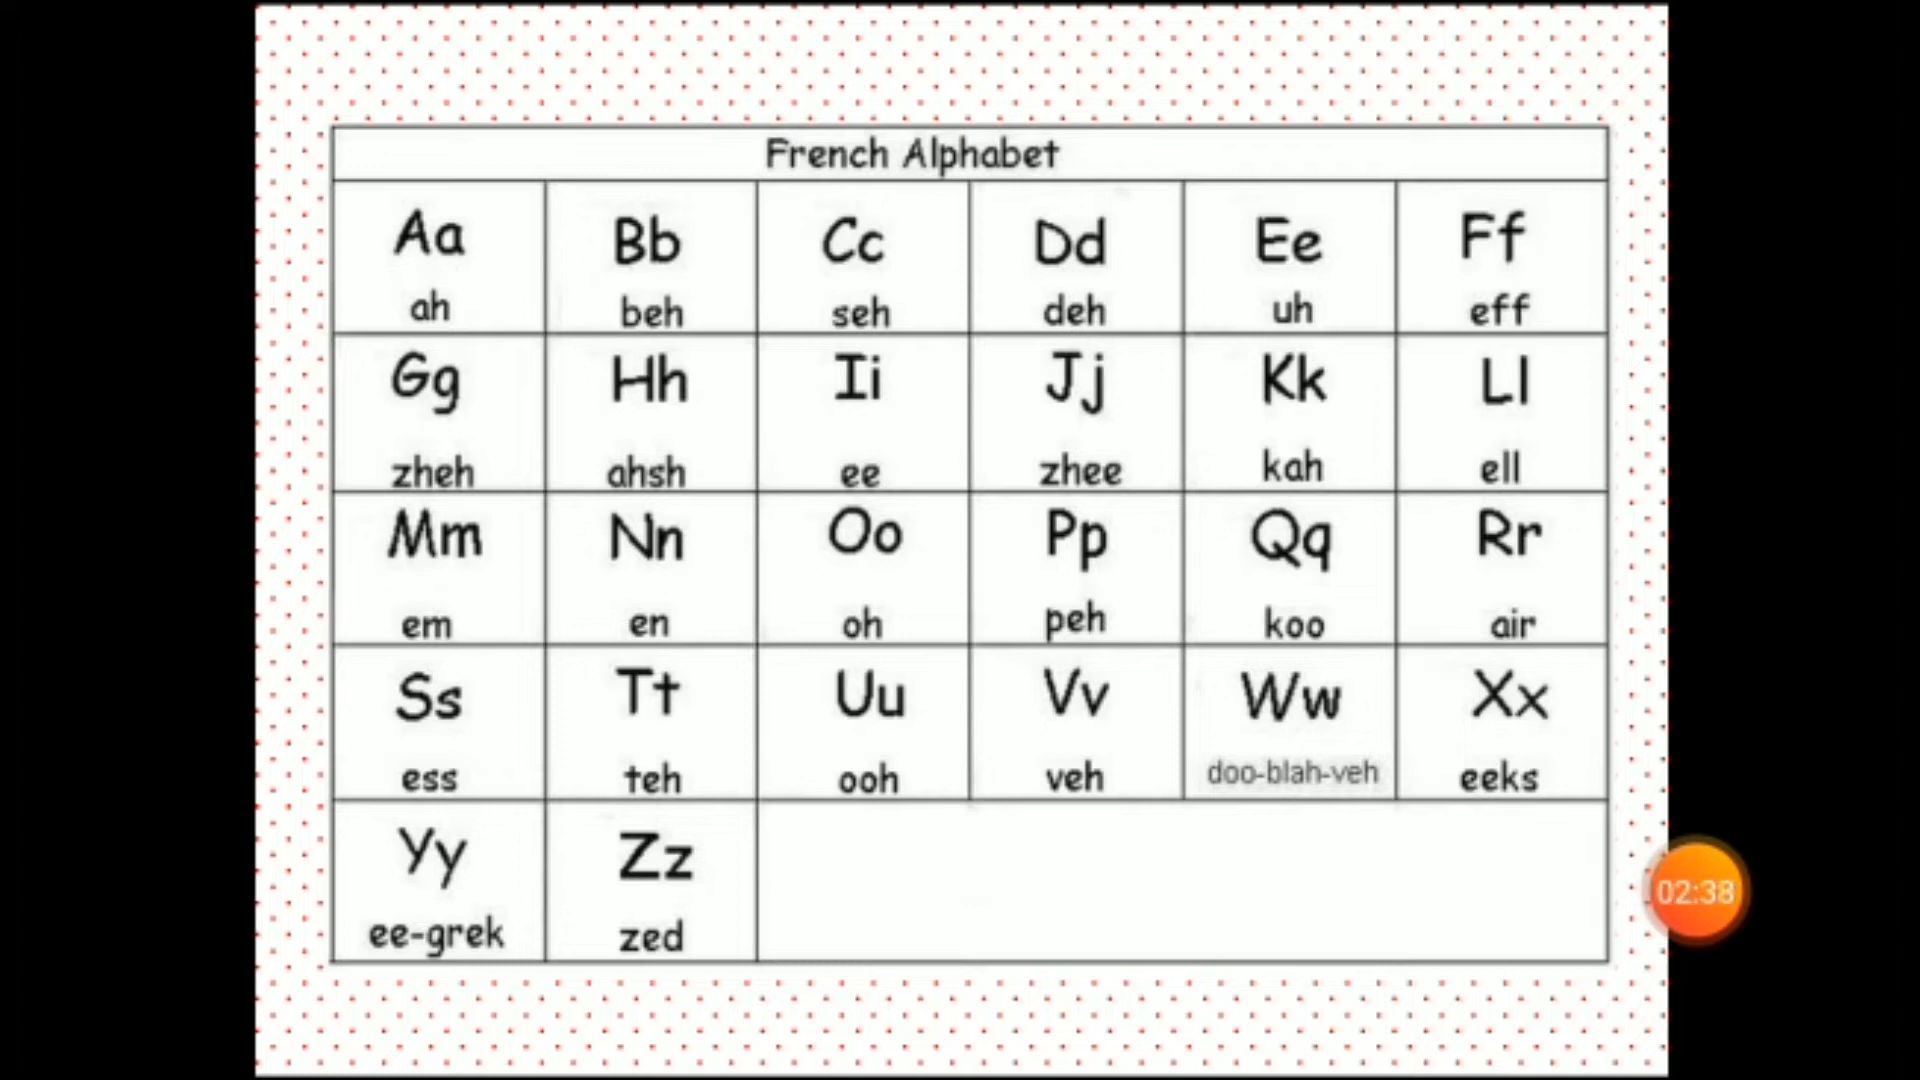 French Alphabet
Aa Bb Cc Dd Ee Ff
ah beh seh deh uh eff
Gg Hh Ii Jj Kk Ll
zheh ahsh ee zhee kah ell
Mm Nn Oo Pp Qq Rr
em en oh peh koo air
Ss Tt Uu Vv Ww Xx
ess teh ooh veh doo-blah-veh eeks
Yy Zz
ee-grek zed
02:38